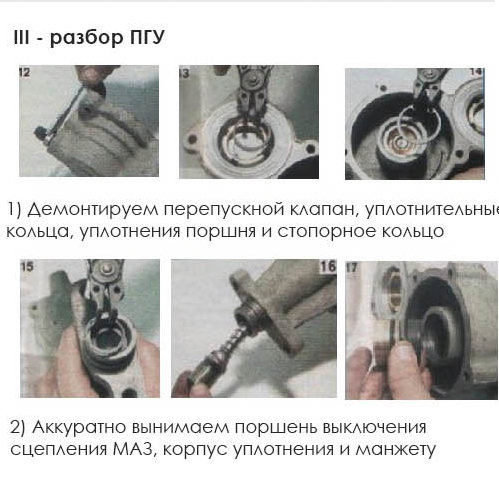 III - разбор ПГУ
12
13
14
1) Демонтируем перепускной клапан, уплотнительные
кольца, уплотнения поршня и стопорное кольцо
15
16
17
2) Аккуратно вынимаем поршень выключения
сцепления МАЗ, корпус уплотнения и манжету